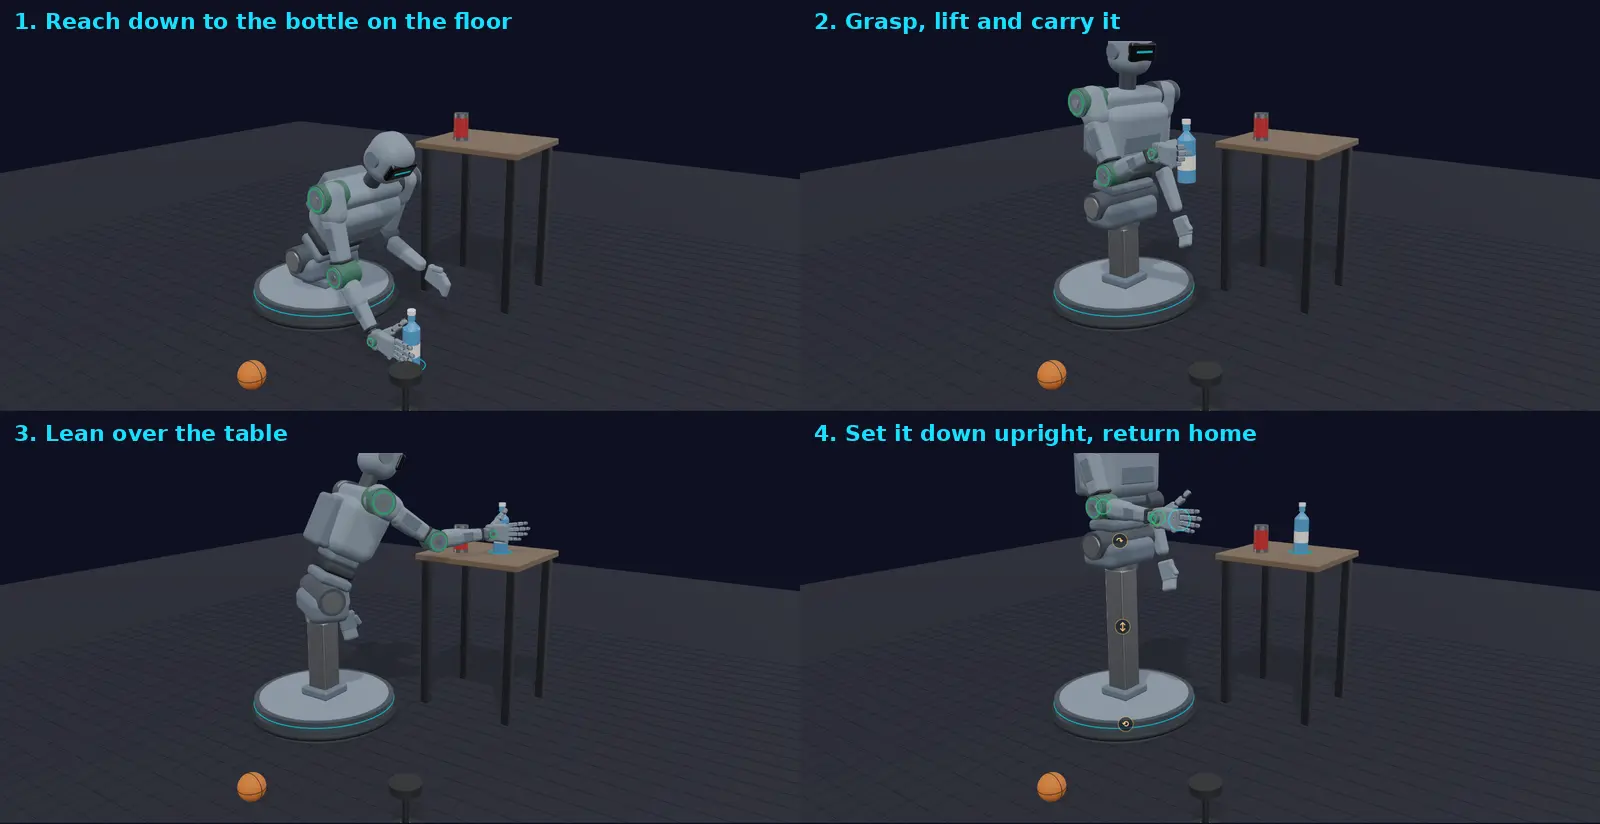 1. Reach down to the bottle on the floor
2. Grasp, lift and carry it
3. Lean over the table
4. Set it down upright, return home